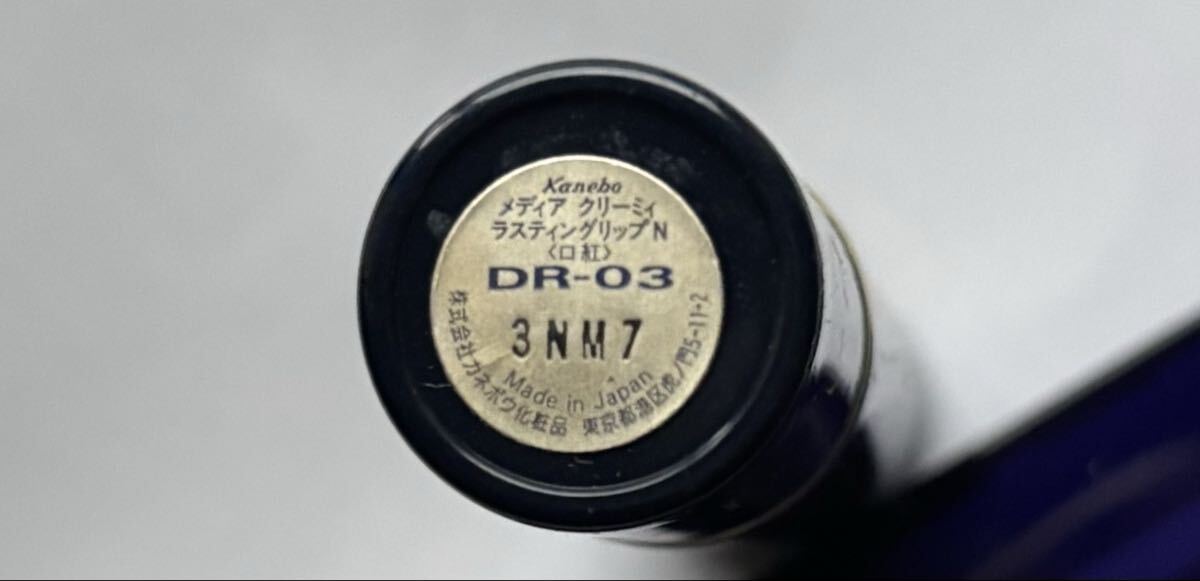 Kanebo
メディア クリーミィ
ラスティングリップN
〈口紅〉
DR-03
3NM7
Made in Japan
株式会社カネボウ化粧品 東京都港区虎ノ門5-11-2